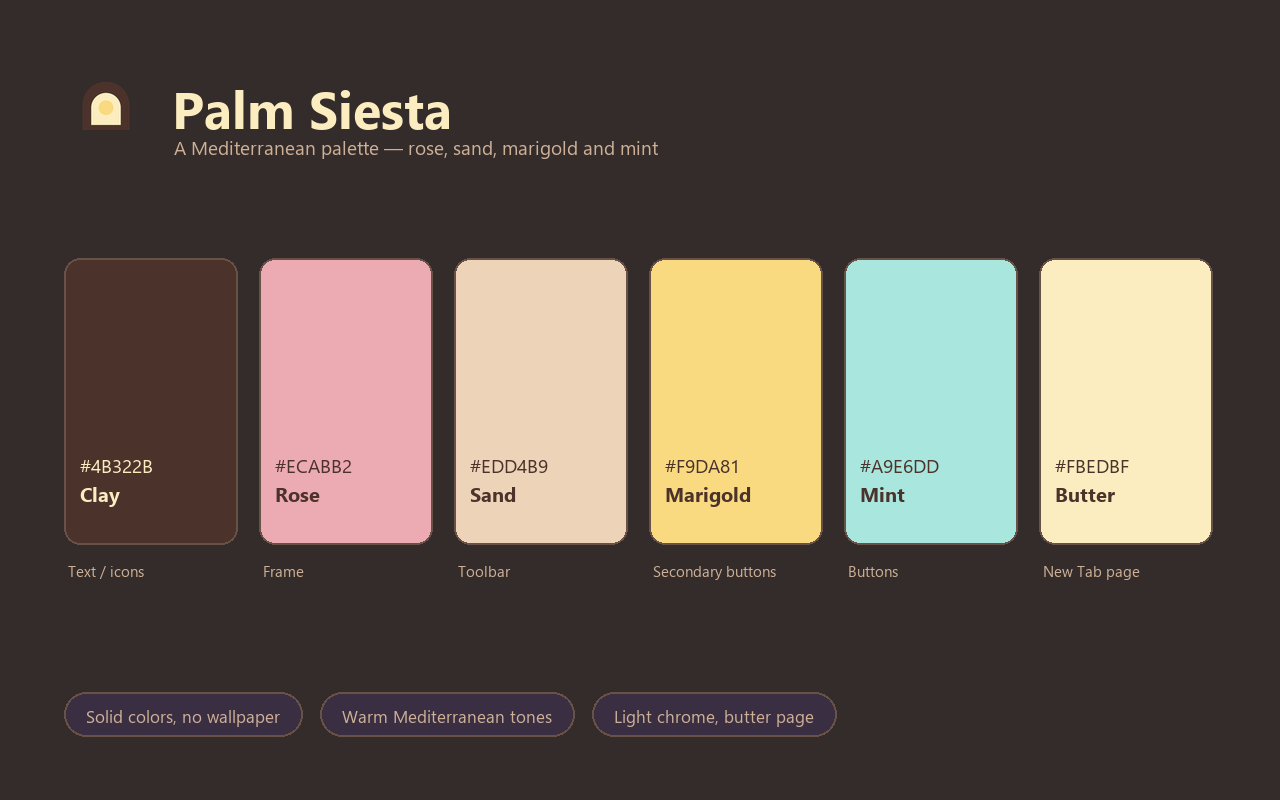 Palm Siesta
A Mediterranean palette — rose, sand, marigold and mint
#4B322B
Clay
Text / icons
#ECABB2
Rose
Frame
#EDD4B9
Sand
Toolbar
#F9DA81
Marigold
Secondary buttons
#A9E6DD
Mint
Buttons
#FBEDBF
Butter
New Tab page
Solid colors, no wallpaper
Warm Mediterranean tones
Light chrome, butter page